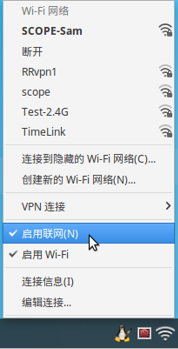 Wi-Fi 网络
SCOPE-Sam
断开
RRvpn1
scope
Test-2.4G
TimeLink
连接到隐藏的 Wi-Fi 网络(C)...
创建新的 Wi-Fi 网络(N)...
VPN 连接
启用联网(N)
启用 Wi-Fi
连接信息(I)
编辑连接...